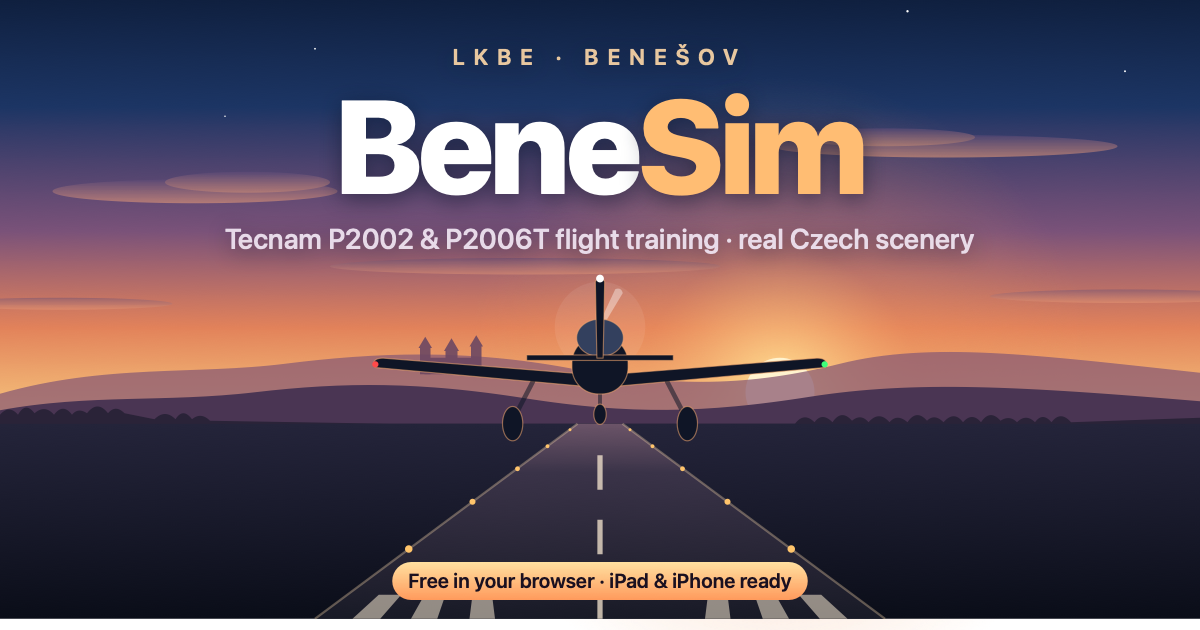 LKBE · BENEŠOV
BeneSim
Tecnam P2002 & P2006T flight training · real Czech scenery
Free in your browser · iPad & iPhone ready